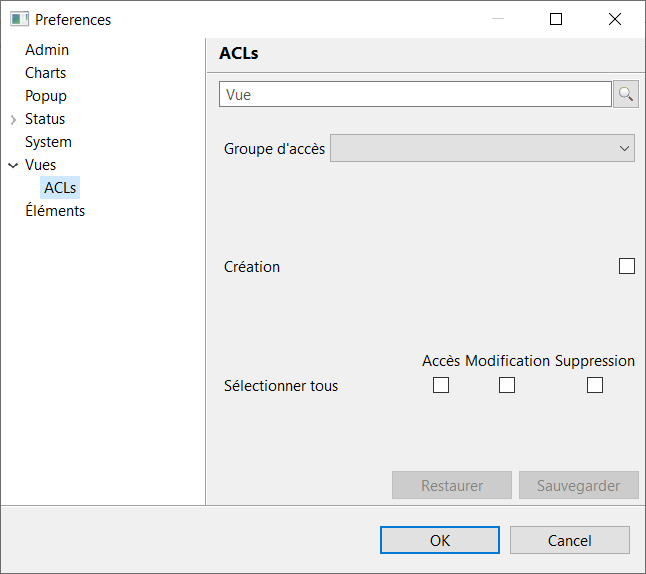 Preferences
Admin
Charts
Popup
Status
System
Vues
ACLs
Éléments
ACLs
Vue
Groupe d'accès
Création
Accès Modification Suppression
Sélectionner tous
Restaurer Sauvegarder
OK Cancel